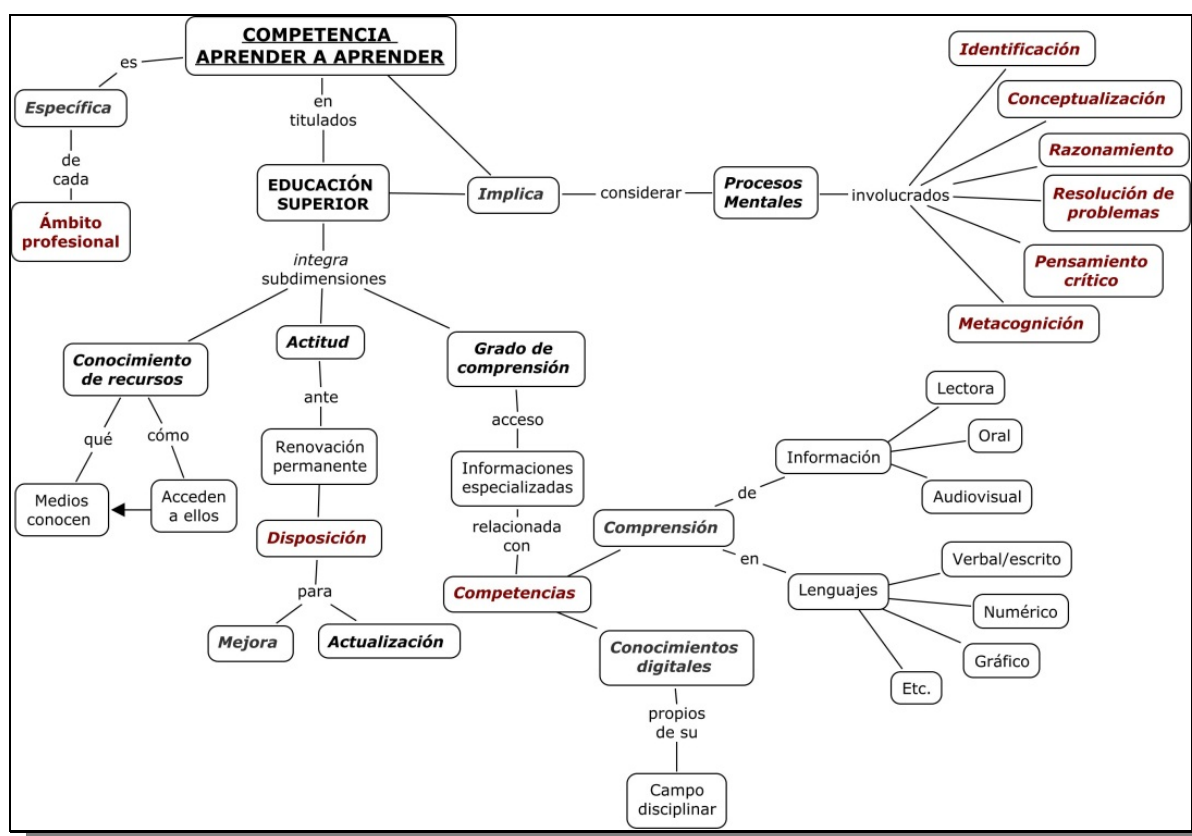 COMPETENCIA
APRENDER A APRENDER
es
Específica
de
cada
Ámbito
profesional
en
titulados
EDUCACIÓN
SUPERIOR
Implica
considerar
Procesos
Mentales
involucrados
Identificación
Conceptualización
Razonamiento
Resolución de
problemas
Pensamiento
crítico
Metacognición
integra
subdimensiones
Conocimiento
de recursos
qué
cómo
Medios
conocen
Acceden
a ellos
Actitud
ante
Renovación
permanente
Disposición
para
Mejora
Actualización
Grado de
comprensión
acceso
Informaciones
especializadas
relacionada
con
Competencias
Comprensión
de
Información
Lectora
Oral
Audiovisual
en
Lenguajes
Verbal/escrito
Numérico
Gráfico
Etc.
Conocimientos
digitales
propios
de su
Campo
disciplinar